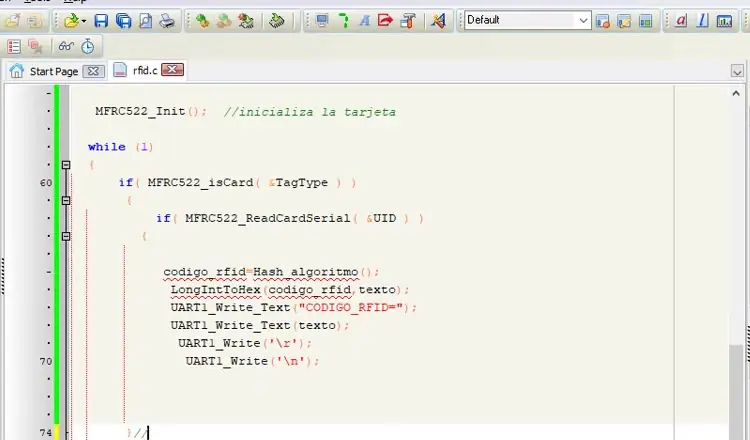 Default
Start Page
rfid.c
MFRC522_Init(); //inicializa la tarjeta
while (1)
{
60 if( MFRC522_isCard( &TagType ) )
{
if( MFRC522_ReadCardSerial( &UID ) )
{
codigo_rfid=Hash_algoritmo();
LongIntToHex(codigo_rfid,texto);
UART1_Write_Text("CODIGO_RFID=");
UART1_Write_Text(texto);
UART1_Write('\r');
70 UART1_Write('\n');
74 }//